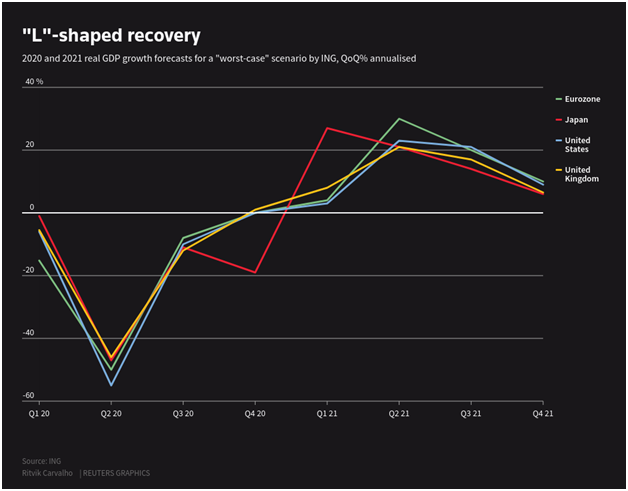 "L"-shaped recovery
2020 and 2021 real GDP growth forecasts for a "worst-case" scenario by ING, QoQ% annualised
40 %
20
0
-20
-40
-60
Q1 20 Q2 20 Q3 20 Q4 20 Q1 21 Q2 21 Q3 21 Q4 21
Eurozone
Japan
United
States
United
Kingdom
Source: ING
Ritvik Carvalho | REUTERS GRAPHICS